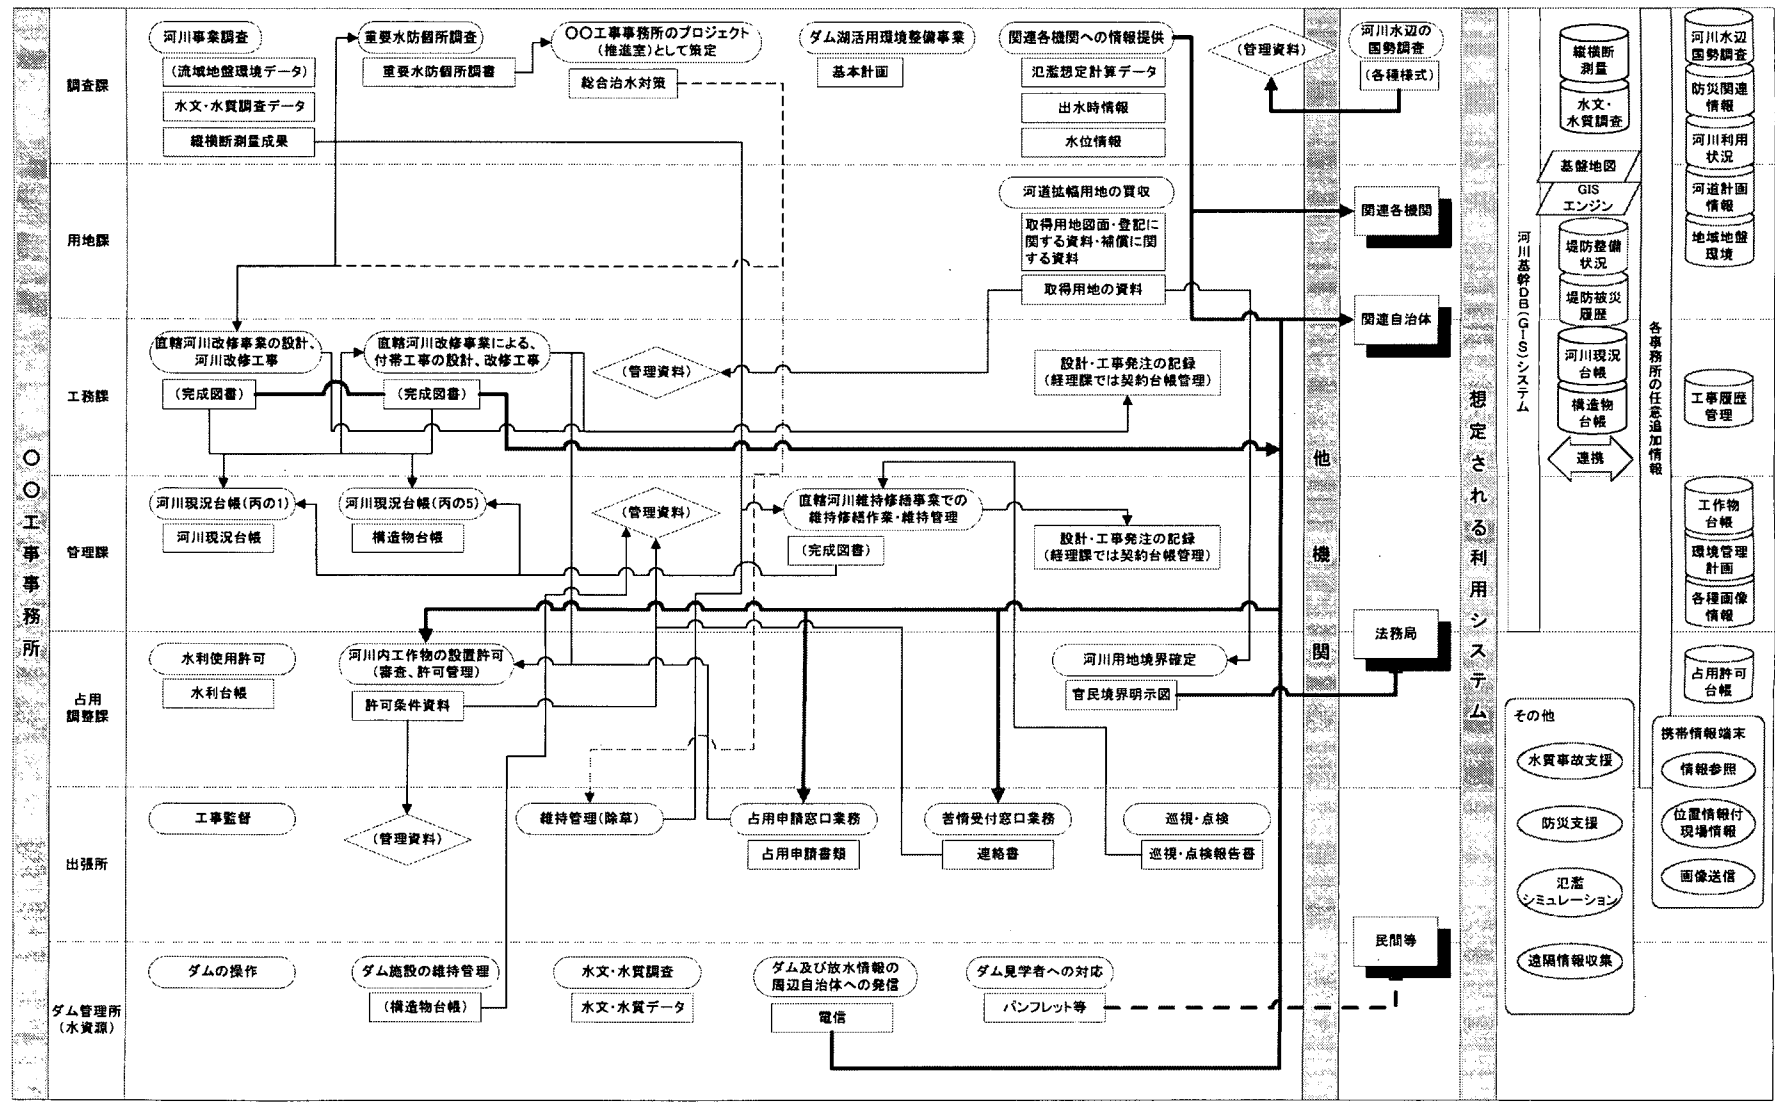 〇〇工事事務所
調査課
河川事業調査
(流域地盤環境データ)
水文・水質調査データ
縦横断測量成果
重要水防個所調査
重要水防個所調書
〇〇工事事務所のプロジェクト
(推進室)として策定
総合治水対策
ダム湖活用環境整備事業
基本計画
関連各機関への情報提供
氾濫想定計算データ
出水時情報
水位情報
(管理資料)
河川水辺の
国勢調査
(各種様式)
用地課
河道拡幅用地の買収
取得用地図面・登記に
関する資料・補償に関
する資料
取得用地の資料
関連各機関
関連自治体
工務課
直轄河川改修事業の設計、
河川改修工事
(完成図書)
直轄河川改修事業による、
付帯工事の設計、改修工事
(完成図書)
(管理資料)
設計・工事発注の記録
(経理課では契約台帳管理)
管理課
河川現況台帳(丙の1)
河川現況台帳
河川現況台帳(丙の5)
構造物台帳
(管理資料)
直轄河川維持修繕事業での
維持修繕作業・維持管理
(完成図書)
設計・工事発注の記録
(経理課では契約台帳管理)
占用
調整課
水利使用許可
水利台帳
河川内工作物の設置許可
(審査、許可管理)
許可条件資料
河川用地境界確定
官民境界明示図
法務局
出張所
工事監督
(管理資料)
維持管理(除草)
占用申請窓口業務
占用申請書類
苦情受付窓口業務
連絡書
巡視・点検
巡視・点検報告書
ダム管理所
(水資源)
ダムの操作
ダム施設の維持管理
(構造物台帳)
水文・水質調査
水文・水質データ
ダム及び放水情報の
周辺自治体への発信
電信
ダム見学者への対応
パンフレット等
民間等
他機関
想定される利用システム
河川基幹DB(GIS)システム
縦横断
測量
水文・
水質調査
基盤地図
GIS
エンジン
堤防整備
状況
堤防被災
履歴
河川現況
台帳
構造物
台帳
連携
各事務所の任意追加情報
河川水辺
国勢調査
防災関連
情報
河川利用
状況
河道計画
情報
地域地盤
環境
工事履歴
管理
工作物
台帳
環境管理
計画
各種画像
情報
占用許可
台帳
その他
水質事故支援
防災支援
氾濫
シミュレーション
遠隔情報収集
携帯情報端末
情報参照
位置情報付
現場情報
画像送信